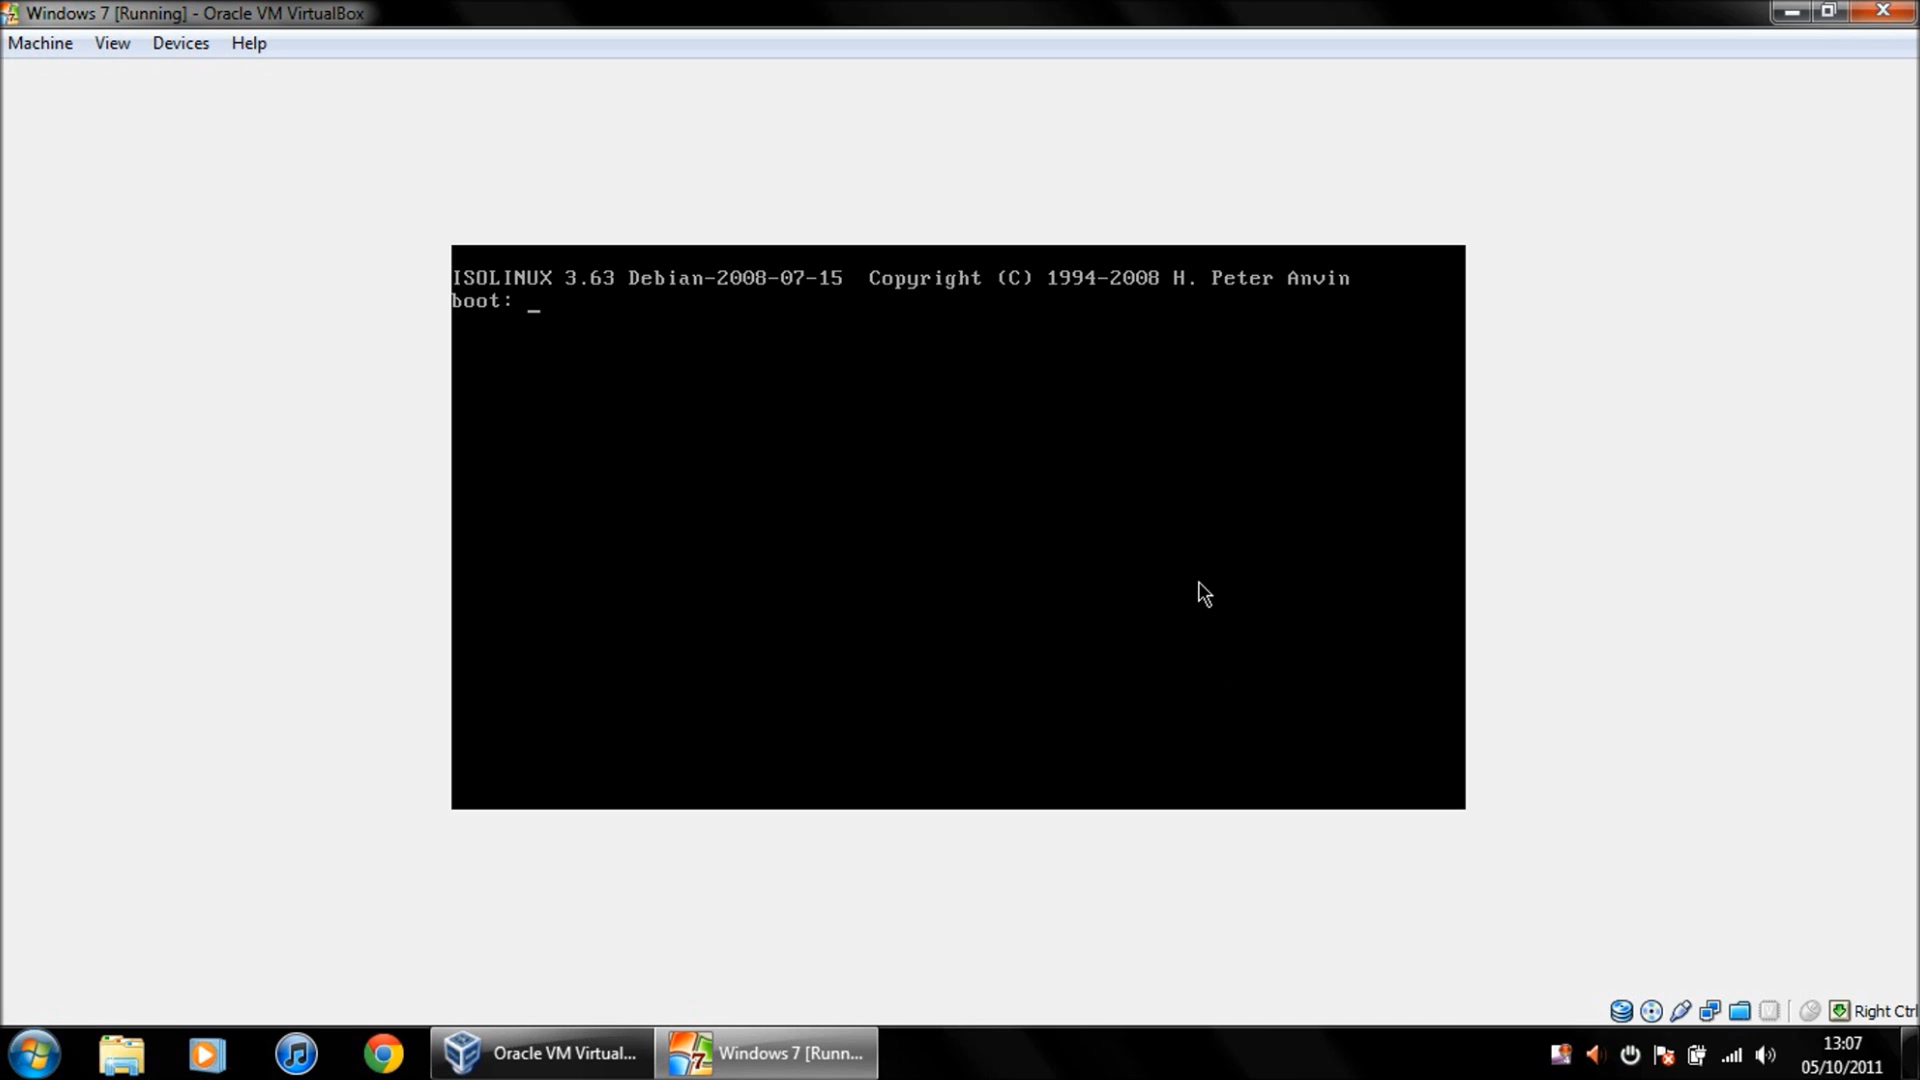 Windows 7 [Running] - Oracle VM VirtualBox
Machine View Devices Help
ISOLINUX 3.63 Debian-2008-07-15 Copyright (C) 1994-2008 H. Peter Anvin
boot: _
Right Ctrl
Oracle VM Virtual... Windows 7 [Runn...
13:07
05/10/2011